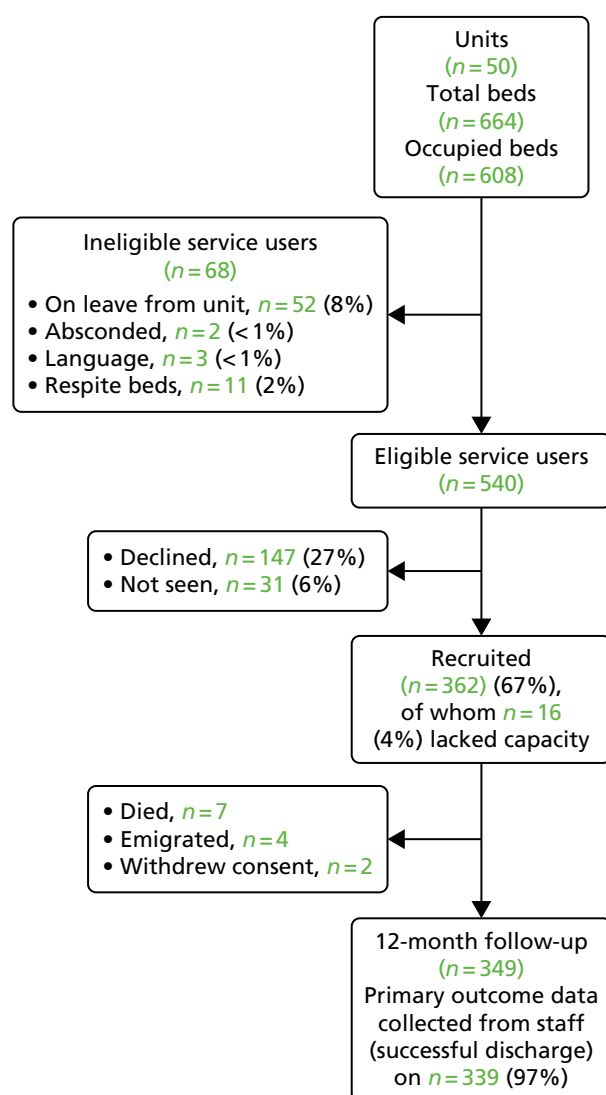 Units
(n=50)
Total beds
(n=664)
Occupied beds
(n=608)
Ineligible service users
(n=68)
• On leave from unit, n=52 (8%)
• Absconded, n=2 (<1%)
• Language, n=3 (<1%)
• Respite beds, n=11 (2%)
Eligible service users
(n=540)
• Declined, n=147 (27%)
• Not seen, n=31 (6%)
Recruited
(n=362) (67%),
of whom n=16
(4%) lacked capacity
• Died, n=7
• Emigrated, n=4
• Withdrew consent, n=2
12-month follow-up
(n=349)
Primary outcome data
collected from staff
(successful discharge)
on n=339 (97%)